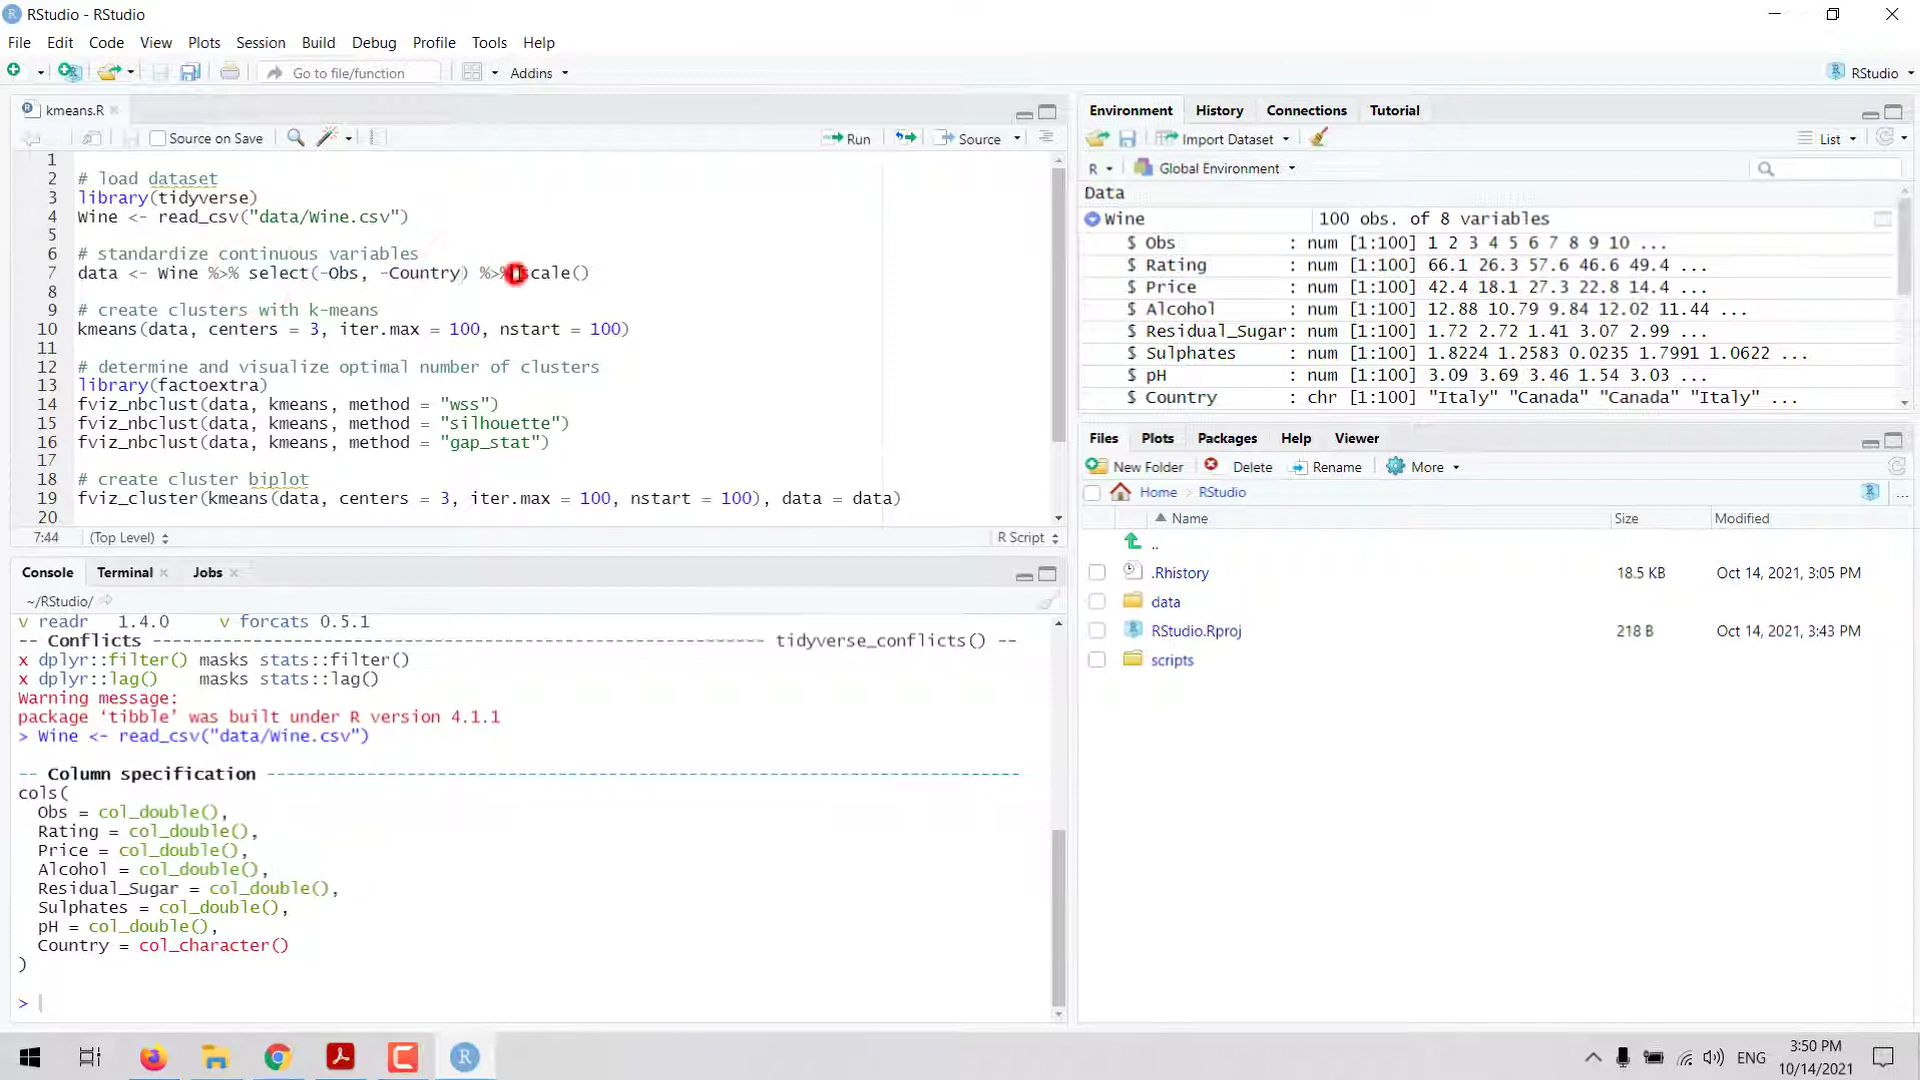 RStudio - RStudio
File Edit Code View Plots Session Build Debug Profile Tools Help
Go to file/function
Addins
RStudio
kmeans.R
Source on Save
Run
Source
1
2 # load dataset
3 library(tidyverse)
4 Wine <- read_csv("data/Wine.csv")
5
6 # standardize continuous variables
7 data <- Wine %>% select(-Obs, -Country) %>% scale()
8
9 # create clusters with k-means
10 kmeans(data, centers = 3, iter.max = 100, nstart = 100)
11
12 # determine and visualize optimal number of clusters
13 library(factoextra)
14 fviz_nbclust(data, kmeans, method = "wss")
15 fviz_nbclust(data, kmeans, method = "silhouette")
16 fviz_nbclust(data, kmeans, method = "gap_stat")
17
18 # create cluster biplot
19 fviz_cluster(kmeans(data, centers = 3, iter.max = 100, nstart = 100), data = data)
20
7:44 (Top Level) R Script
Console Terminal Jobs
~/RStudio/
v readr 1.4.0 v forcats 0.5.1
-- Conflicts ------------------------------------------------------------- tidyverse_conflicts() --
x dplyr::filter() masks stats::filter()
x dplyr::lag() masks stats::lag()
Warning message:
package ‘tibble’ was built under R version 4.1.1
> Wine <- read_csv("data/Wine.csv")
-- Column specification ---------------------------------------------------------------------------
cols(
Obs = col_double(),
Rating = col_double(),
Price = col_double(),
Alcohol = col_double(),
Residual_Sugar = col_double(),
Sulphates = col_double(),
pH = col_double(),
Country = col_character()
)
>
Environment History Connections Tutorial
Import Dataset
List
R Global Environment
Data
Wine 100 obs. of 8 variables
$ Obs : num [1:100] 1 2 3 4 5 6 7 8 9 10 ...
$ Rating : num [1:100] 66.1 26.3 57.6 46.6 49.4 ...
$ Price : num [1:100] 42.4 18.1 27.3 22.8 14.4 ...
$ Alcohol : num [1:100] 12.88 10.79 9.84 12.02 11.44 ...
$ Residual_Sugar: num [1:100] 1.72 2.72 1.41 3.07 2.99 ...
$ Sulphates : num [1:100] 1.8224 1.2583 0.0235 1.7991 1.0622 ...
$ pH : num [1:100] 3.09 3.69 3.46 1.54 3.03 ...
$ Country : chr [1:100] "Italy" "Canada" "Canada" "Italy" ...
Files Plots Packages Help Viewer
New Folder Delete Rename More
Home RStudio ...
Name Size Modified
..
.Rhistory 18.5 KB Oct 14, 2021, 3:05 PM
data
RStudio.Rproj 218 B Oct 14, 2021, 3:43 PM
scripts
ENG
3:50 PM
10/14/2021